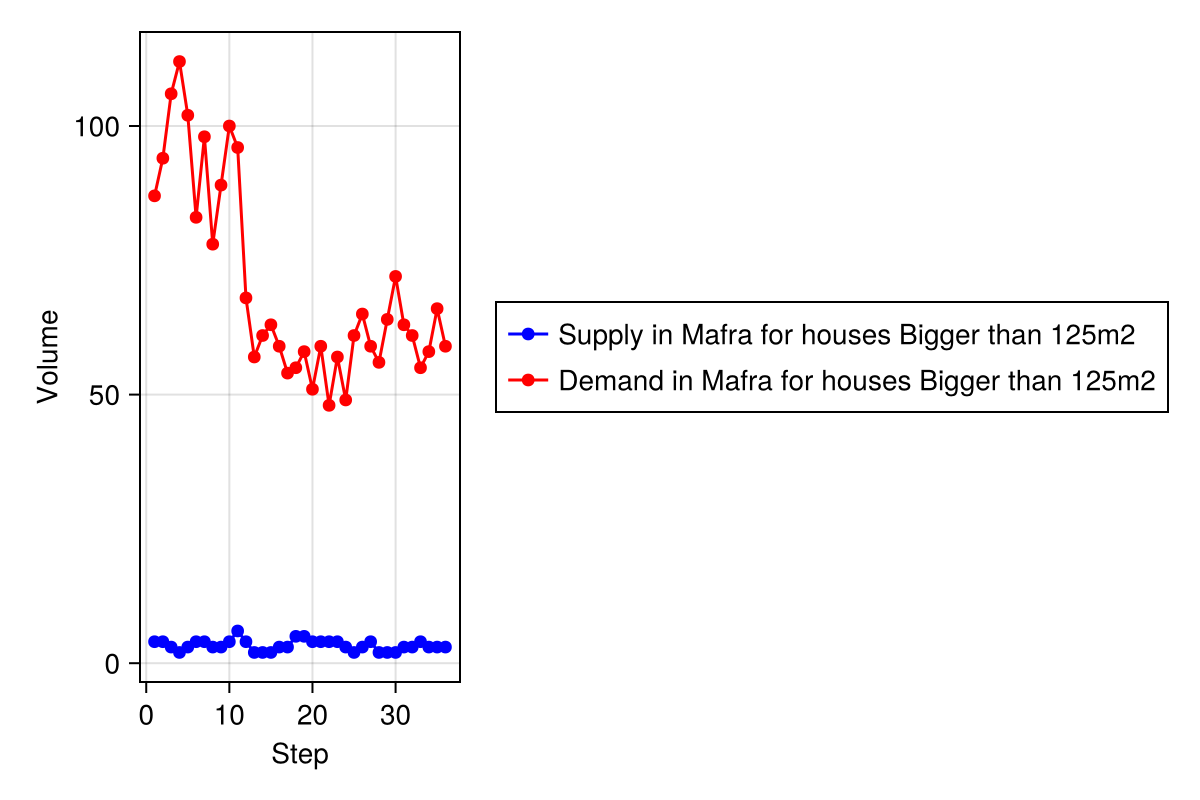 Volume
100
50
0
0 10 20 30
Step
Supply in Mafra for houses Bigger than 125m2
Demand in Mafra for houses Bigger than 125m2